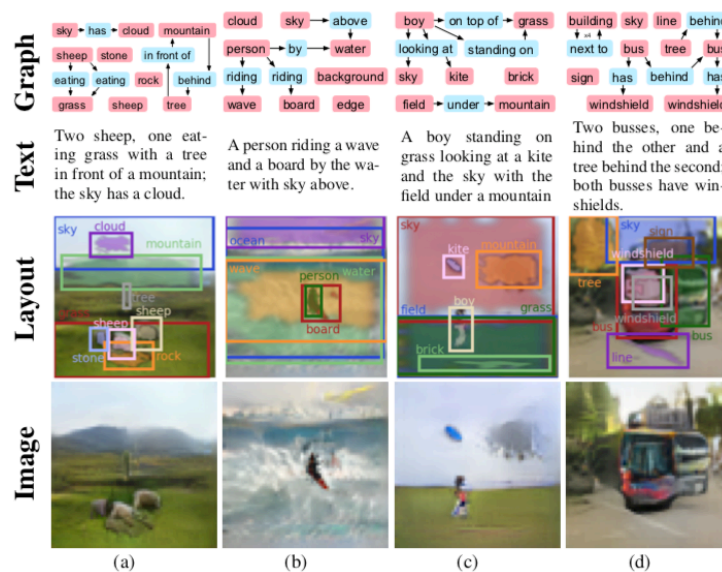 Graph
sky has cloud mountain
sheep stone in front of
eating eating rock behind
grass sheep tree
cloud sky above
person by water
riding riding background
wave board edge
boy on top of grass
looking at standing on
sky kite brick
field under mountain
building sky line behind
next to bus tree bus
sign has behind has
windshield windshield
Text
Two sheep, one eat-
ing grass with a tree
in front of a mountain;
the sky has a cloud.
A person riding a wave
and a board by the wa-
ter with sky above.
A boy standing on
grass looking at a kite
and the sky with the
field under a mountain
Two busses, one be-
hind the other and a
tree behind the second;
both busses have win-
shields.
Layout
sky
cloud
mountain
tree
sheep
sheep
stone
rock
ocean
sky
wave
water
person
board
sky
kite
mountain
field
boy
grass
brick
sky
sign
windshield
tree
windshield
bus
bus
line
Image
(a) (b) (c) (d)